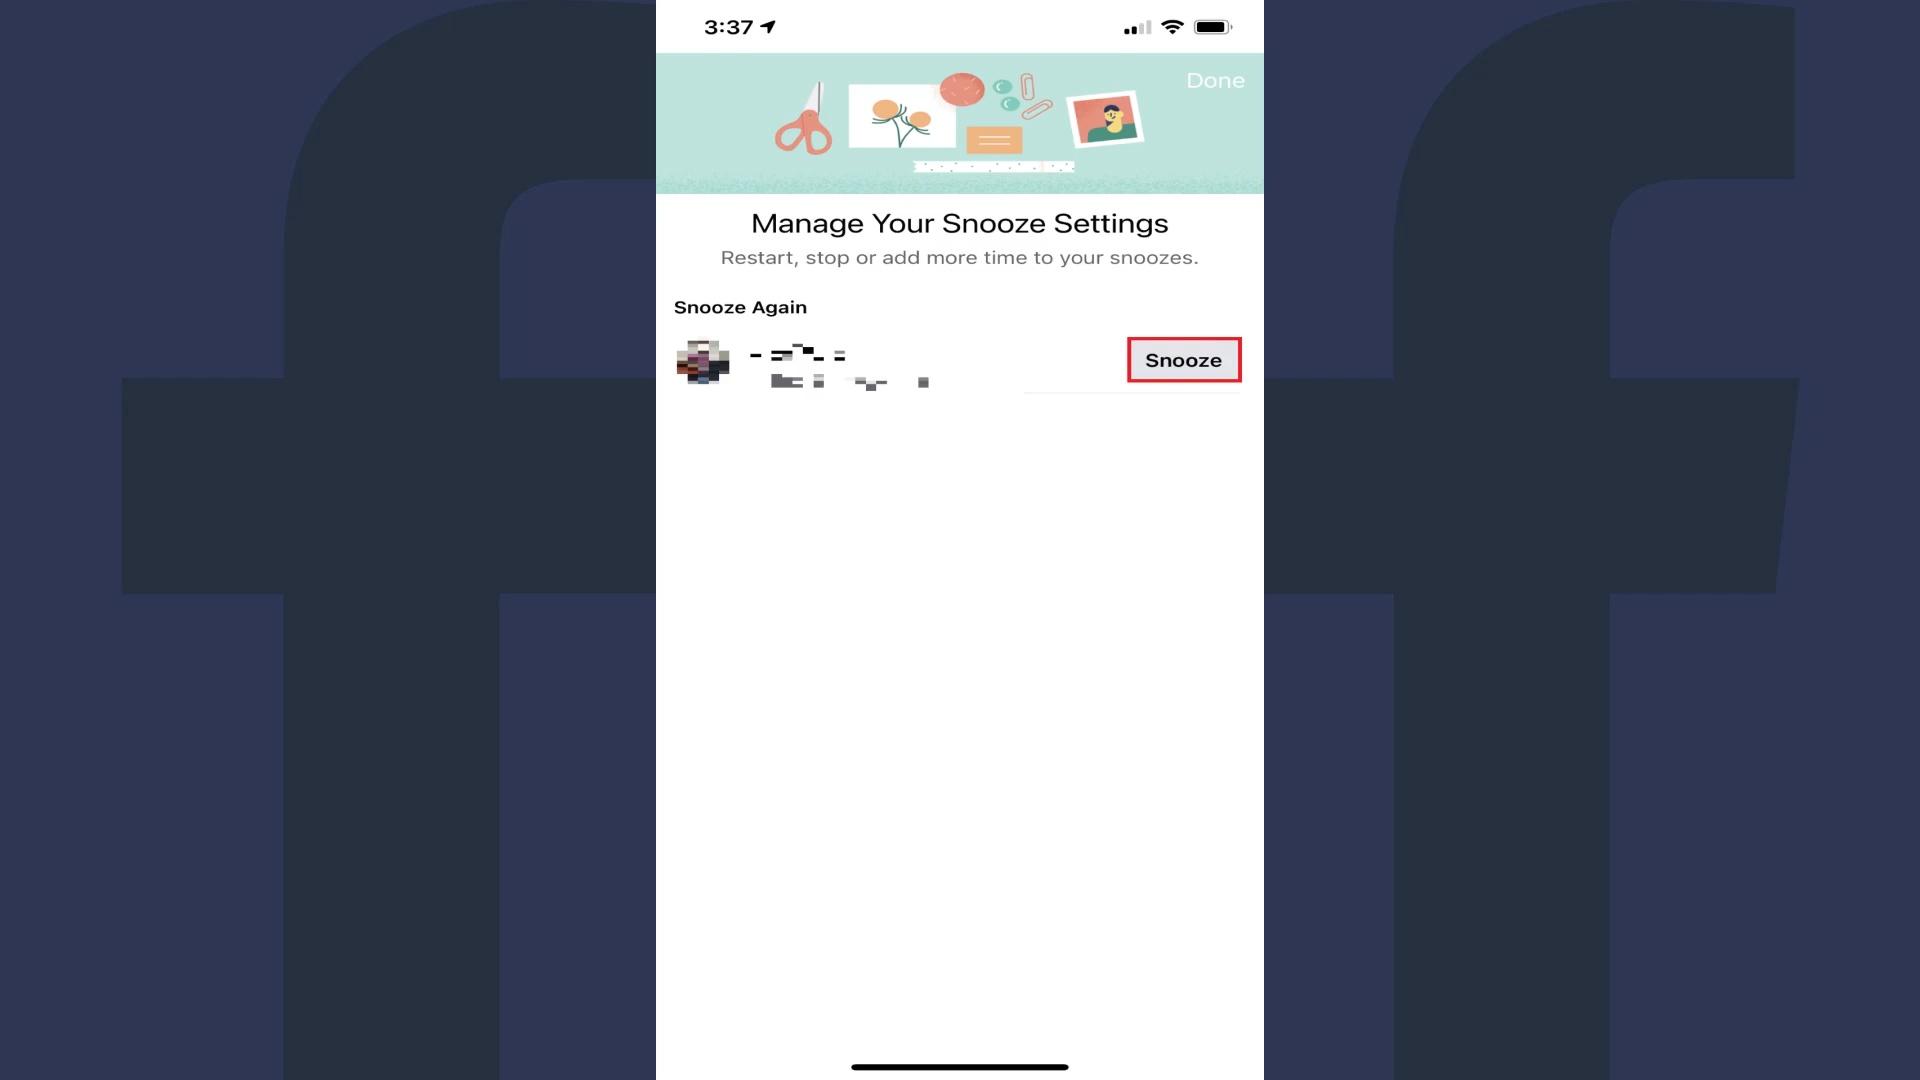 3:37
Done
Manage Your Snooze Settings
Restart, stop or add more time to your snoozes.
Snooze Again
Snooze